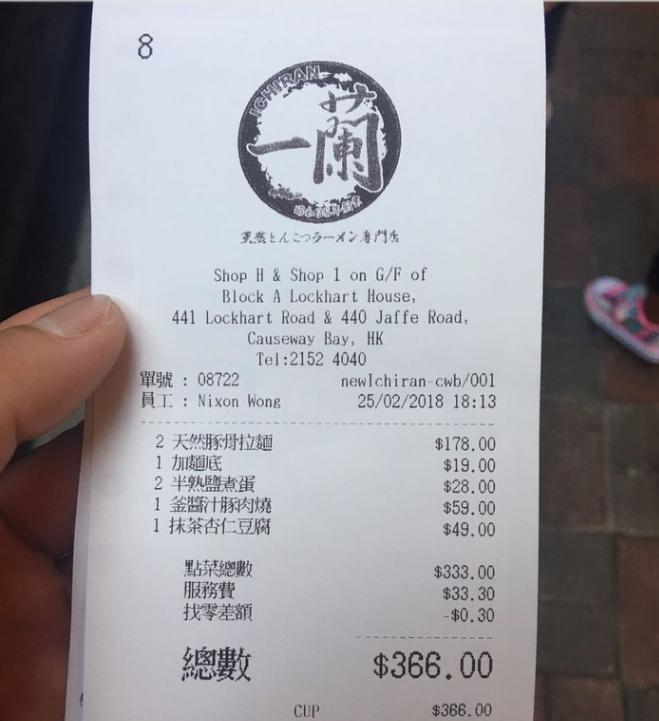 8
ICHIRAN
一蘭
天然とんこつラーメン専門店
Shop H & Shop 1 on G/F of
Block A Lockhart House,
441 Lockhart Road & 440 Jaffe Road,
Causeway Bay, HK
Tel:2152 4040
單號 : 08722 newIchiran-cwb/001
員工 : Nixon Wong 25/02/2018 18:13
2 天然豚骨拉麵 $178.00
1 加麵底 $19.00
2 半熟鹽煮蛋 $28.00
1 釜醬汁豚肉燒 $59.00
1 抹茶杏仁豆腐 $49.00
點菜總數 $333.00
服務費 $33.30
找零差額 -$0.30
總數 $366.00
CUP $366.00